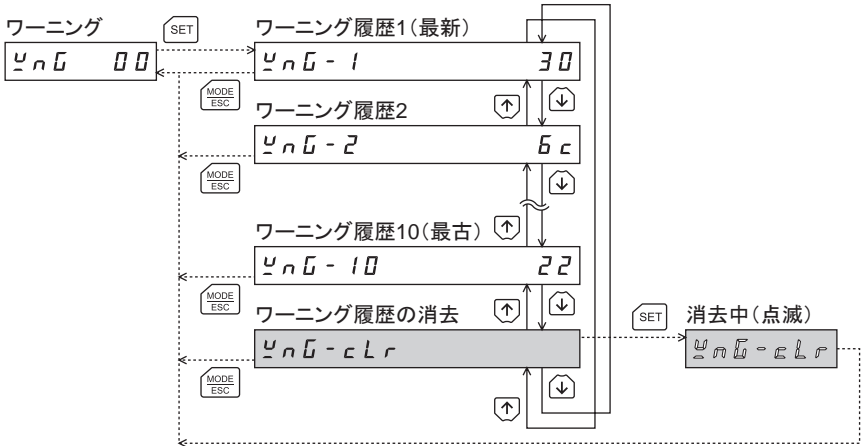 ワーニング
SET
ワーニング履歴1（最新）
WnG 00
WnG-1 30
MODE
ESC
ワーニング履歴2
WnG-2 6c
MODE
ESC
ワーニング履歴10（最古）
WnG-10 22
MODE
ESC
ワーニング履歴の消去
SET
消去中（点滅）
WnG-cLr
WnG-cLr
MODE
ESC